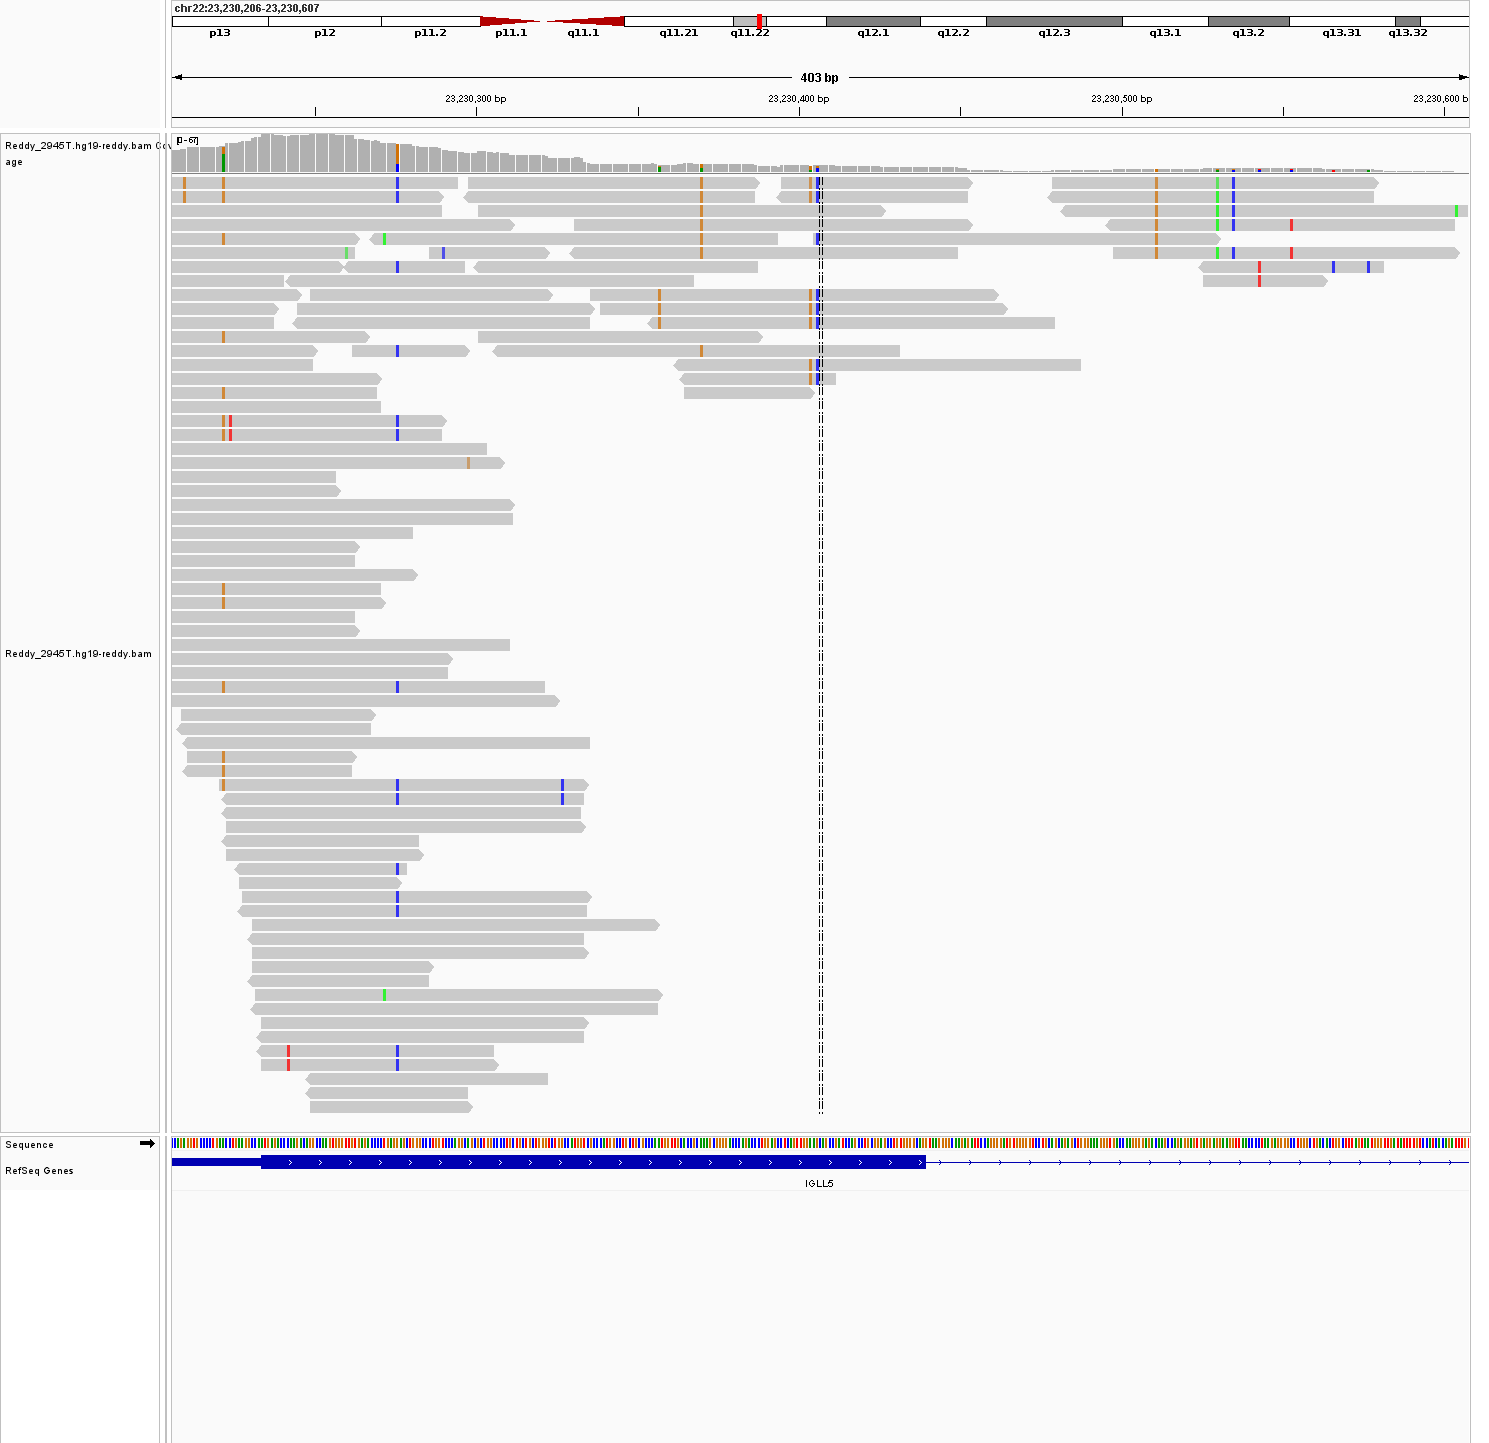 chr22:23,230,206-23,230,607
p13 p12 p11.2 p11.1 q11.1 q11.21 q11.22 q12.1 q12.2 q12.3 q13.1 q13.2 q13.31 q13.32
403 bp
23,230,300 bp 23,230,400 bp 23,230,500 bp 23,230,600 b
[0 - 67]
Reddy_2945T.hg19-reddy.bam Cov
age
Reddy_2945T.hg19-reddy.bam
Sequence
RefSeq Genes
IGLL5